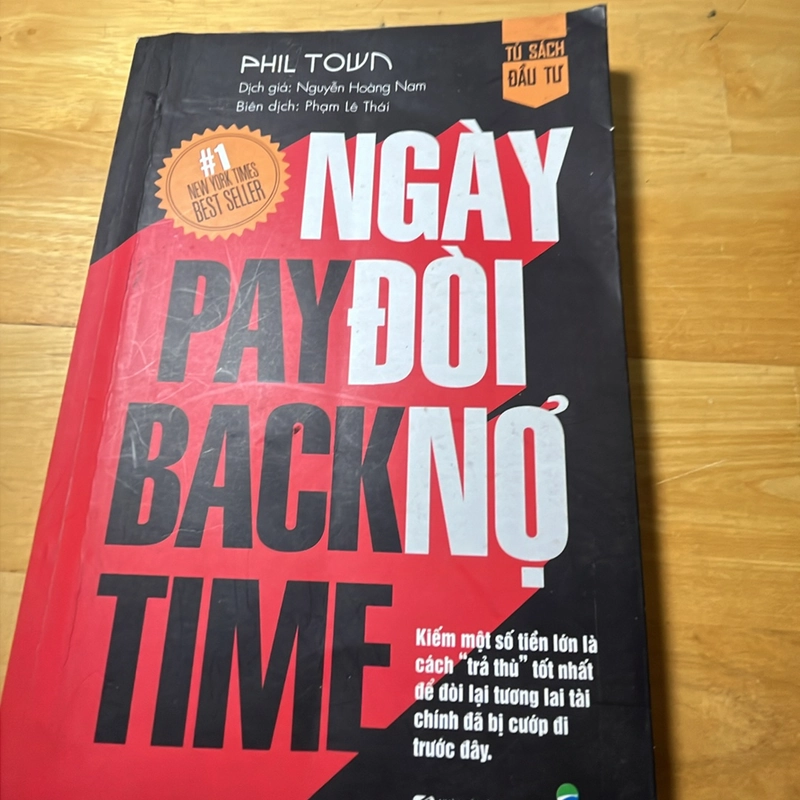 PHIL TOWN
Dịch giả: Nguyễn Hoàng Nam
Biên dịch: Phạm Lê Thái
TỦ SÁCH
ĐẦU TƯ
#1
NEW YORK TIMES
BEST SELLER
NGÀY
ĐÒI
NỢ
PAY
BACK
TIME
Kiếm một số tiền lớn là
cách "trả thù" tốt nhất
để đòi lại tương lai tài
chính đã bị cướp đi
trước đây.